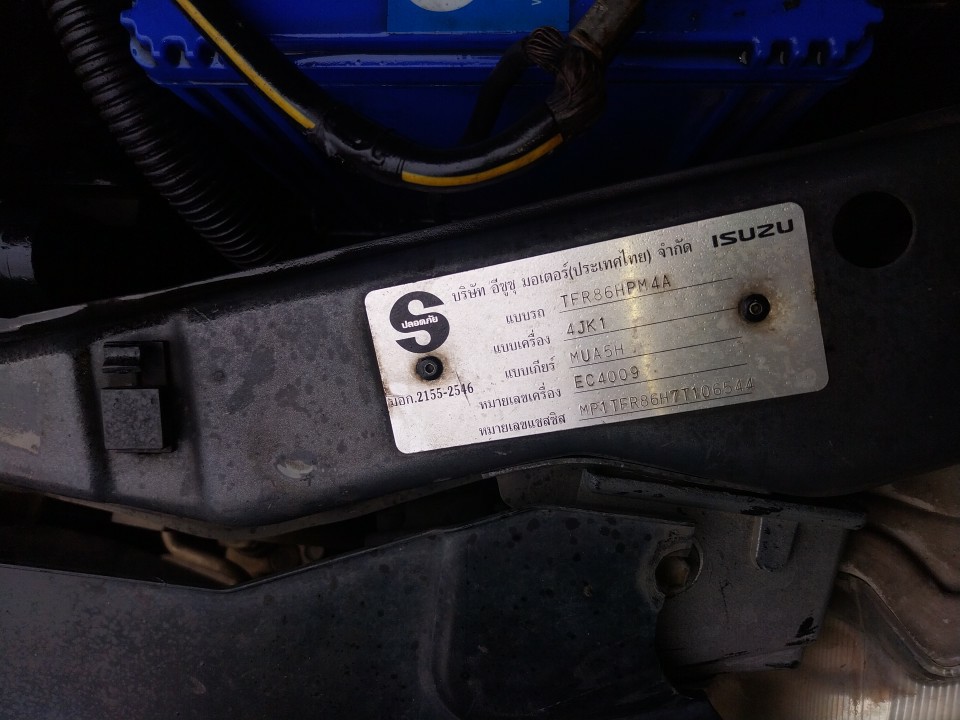 บริษัท อีซูซุ มอเตอร์(ประเทศไทย) จำกัด ISUZU
S
ปลอดภัย
มอก.2155-2546
แบบรถ TFR86HPM4A
แบบเครื่อง 4JK1
แบบเกียร์ MUA5H
หมายเลขเครื่อง EC4009
หมายเลขแชสซิส MP1TFR86H7T106544